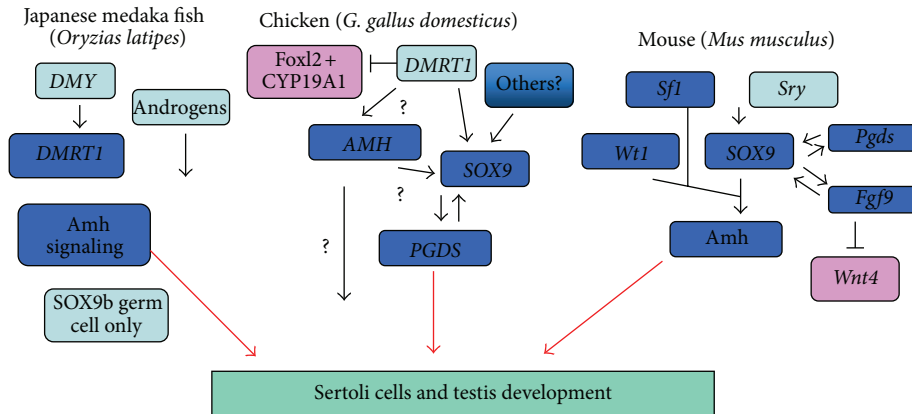 Japanese medaka fish
(Oryzias latipes)
DMY
Androgens
DMRT1
Amh
signaling
SOX9b germ
cell only
Chicken (G. gallus domesticus)
Foxl2 +
CYP19A1
DMRT1
Others?
?
AMH
SOX9
?
?
PGDS
Mouse (Mus musculus)
Sf1
Sry
Wt1
SOX9
Pgds
Fgf9
Amh
Wnt4
Sertoli cells and testis development